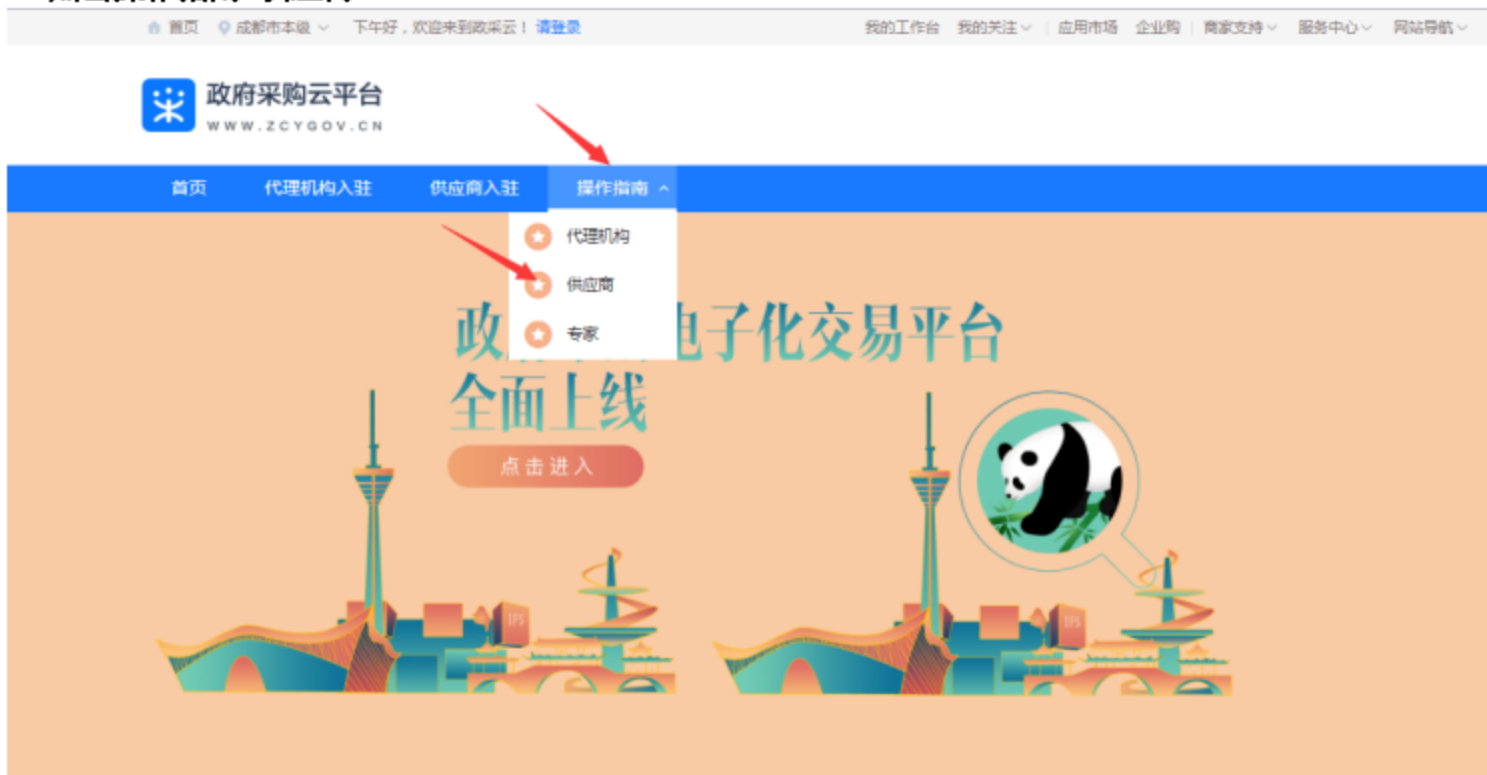 首页 成都市本级 下午好，欢迎来到政采云！请登录 我的工作台 我的关注 应用市场 企业购 商家支持 服务中心 网站导航
政府采购云平台
WWW.ZCYGOV.CN
首页 代理机构入驻 供应商入驻 操作指南
代理机构
供应商
专家
政 电子化交易平台
全面上线
点击进入
IFS IFS